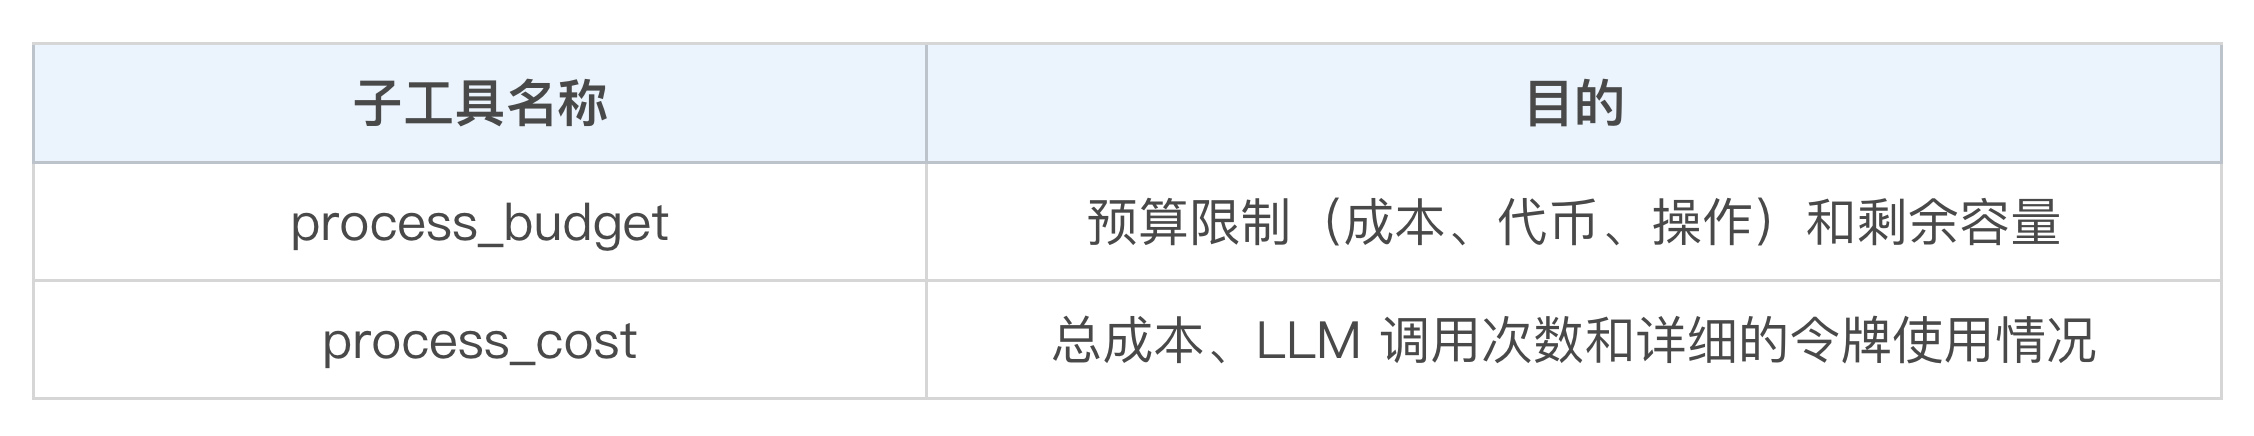 子工具名称 目的
process_budget 预算限制（成本、代币、操作）和剩余容量
process_cost 总成本、LLM 调用次数和详细的令牌使用情况